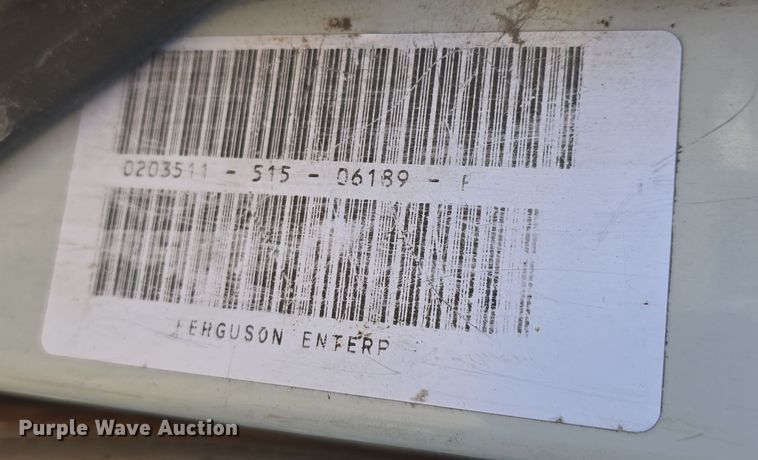 0203511 - 515 - 06189 -
FERGUSON ENTERP
Purple Wave Auction